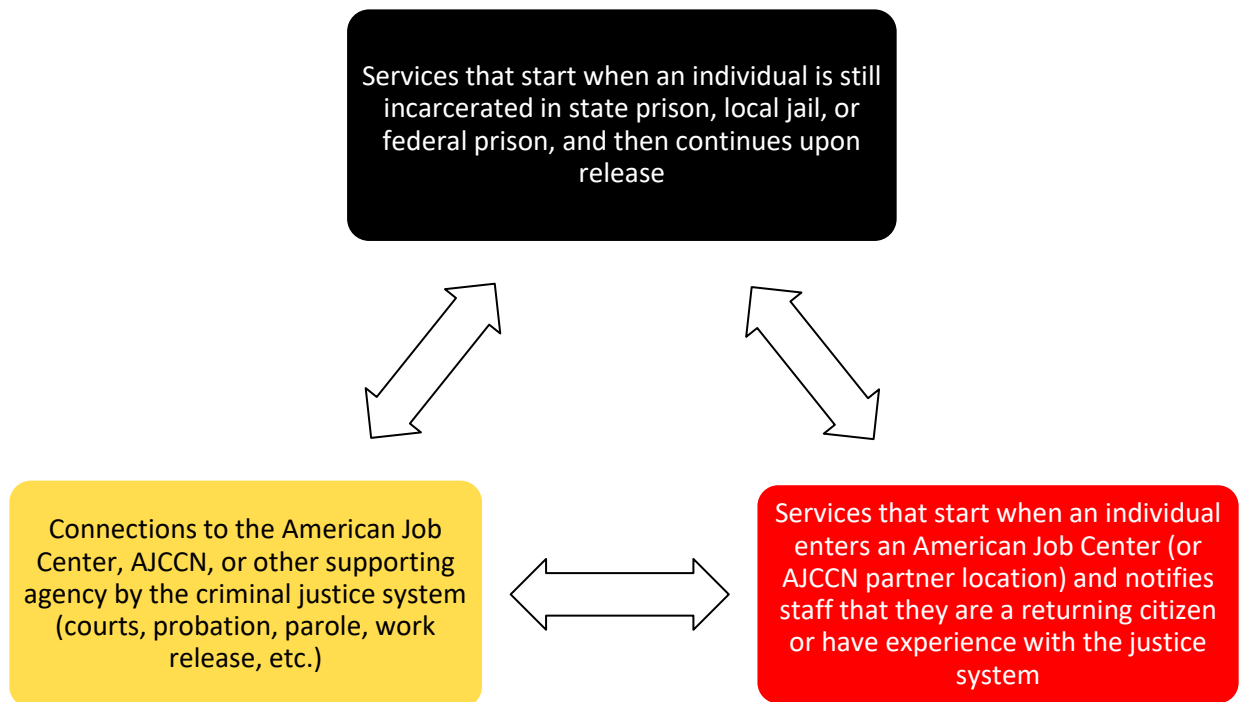 Services that start when an individual is still
incarcerated in state prison, local jail, or
federal prison, and then continues upon
release
Connections to the American Job
Center, AJCCN, or other supporting
agency by the criminal justice system
(courts, probation, parole, work
release, etc.)
Services that start when an individual
enters an American Job Center (or
AJCCN partner location) and notifies
staff that they are a returning citizen
or have experience with the justice
system